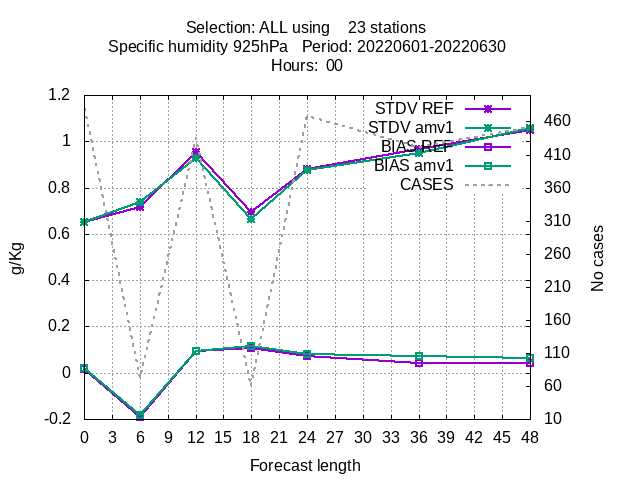 Selection: ALL using 23 stations
Specific humidity 925hPa Period: 20220601-20220630
Hours: 00
STDV REF
STDV amv1
BIAS REF
BIAS amv1
CASES
1.2
1
0.8
0.6
0.4
0.2
0
-0.2
g/Kg
460
410
360
310
260
210
160
110
60
10
No cases
0 3 6 9 12 15 18 21 24 27 30 33 36 39 42 45 48
Forecast length